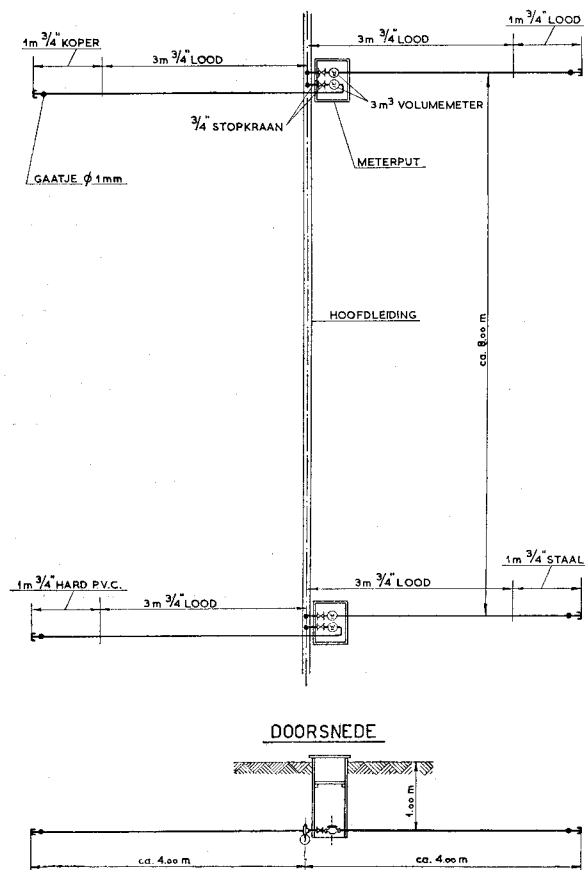 1m 3/4" KOPER
3m 3/4" LOOD
3m 3/4" LOOD
1m 3/4" LOOD
3/4" STOPKRAAN
3m³ VOLUMEMETER
METERPUT
GAATJE ϕ 1mm
HOOFDLEIDING
ca. 8.00 m
1m 3/4" HARD P.V.C.
3m 3/4" LOOD
3m 3/4" LOOD
1m 3/4" STAAL
DOORSNEDE
1.00 m
ca. 4.00 m
ca. 4.00 m